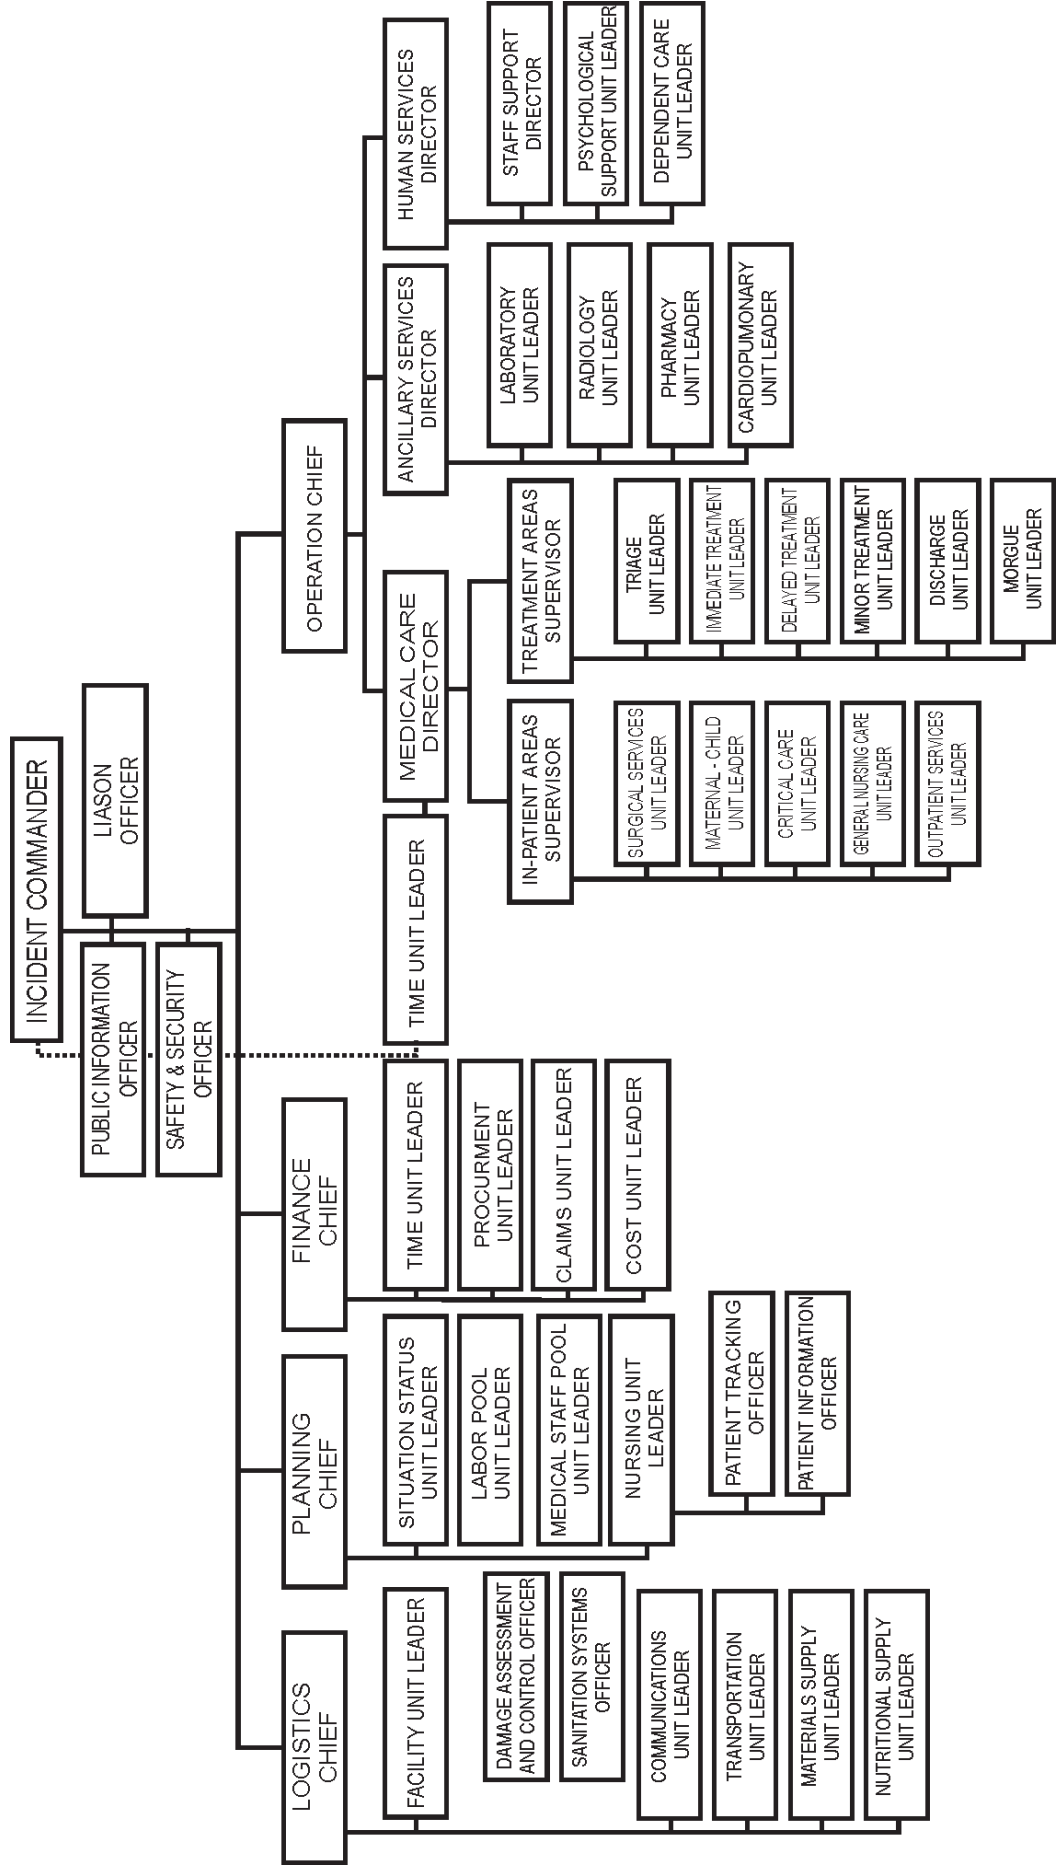 INCIDENT COMMANDER
PUBLIC INFORMATION
OFFICER
LIASON
OFFICER
SAFETY & SECURITY
OFFICER
LOGISTICS
CHIEF
PLANNING
CHIEF
FINANCE
CHIEF
OPERATION CHIEF
FACILITY UNIT LEADER
DAMAGE ASSESSMENT
AND CONTROL OFFICER
SANITATION SYSTEMS
OFFICER
COMMUNICATIONS
UNIT LEADER
TRANSPORTATION
UNIT LEADER
MATERIALS SUPPLY
UNIT LEADER
NUTRITIONAL SUPPLY
UNIT LEADER
SITUATION STATUS
UNIT LEADER
LABOR POOL
UNIT LEADER
MEDICAL STAFF POOL
UNIT LEADER
NURSING UNIT
LEADER
PATIENT TRACKING
OFFICER
PATIENT INFORMATION
OFFICER
TIME UNIT LEADER
PROCURMENT
UNIT LEADER
CLAIMS UNIT LEADER
COST UNIT LEADER
TIME UNIT LEADER
MEDICAL CARE
DIRECTOR
IN-PATIENT AREAS
SUPERVISOR
SURGICAL SERVICES
UNIT LEADER
MATERNAL - CHILD
UNIT LEADER
CRITICAL CARE
UNIT LEADER
GENERAL NURSING CARE
UNIT LEADER
OUTPATIENT SERVICES
UNIT LEADER
TREATMENT AREAS
SUPERVISOR
TRIAGE
UNIT LEADER
IMMEDIATE TREATMENT
UNIT LEADER
DELAYED TREATMENT
UNIT LEADER
MINOR TREATMENT
UNIT LEADER
DISCHARGE
UNIT LEADER
MORGUE
UNIT LEADER
ANCILLARY SERVICES
DIRECTOR
LABORATORY
UNIT LEADER
RADIOLOGY
UNIT LEADER
PHARMACY
UNIT LEADER
CARDIOPUMONARY
UNIT LEADER
HUMAN SERVICES
DIRECTOR
STAFF SUPPORT
DIRECTOR
PSYCHOLOGICAL
SUPPORT UNIT LEADER
DEPENDENT CARE
UNIT LEADER